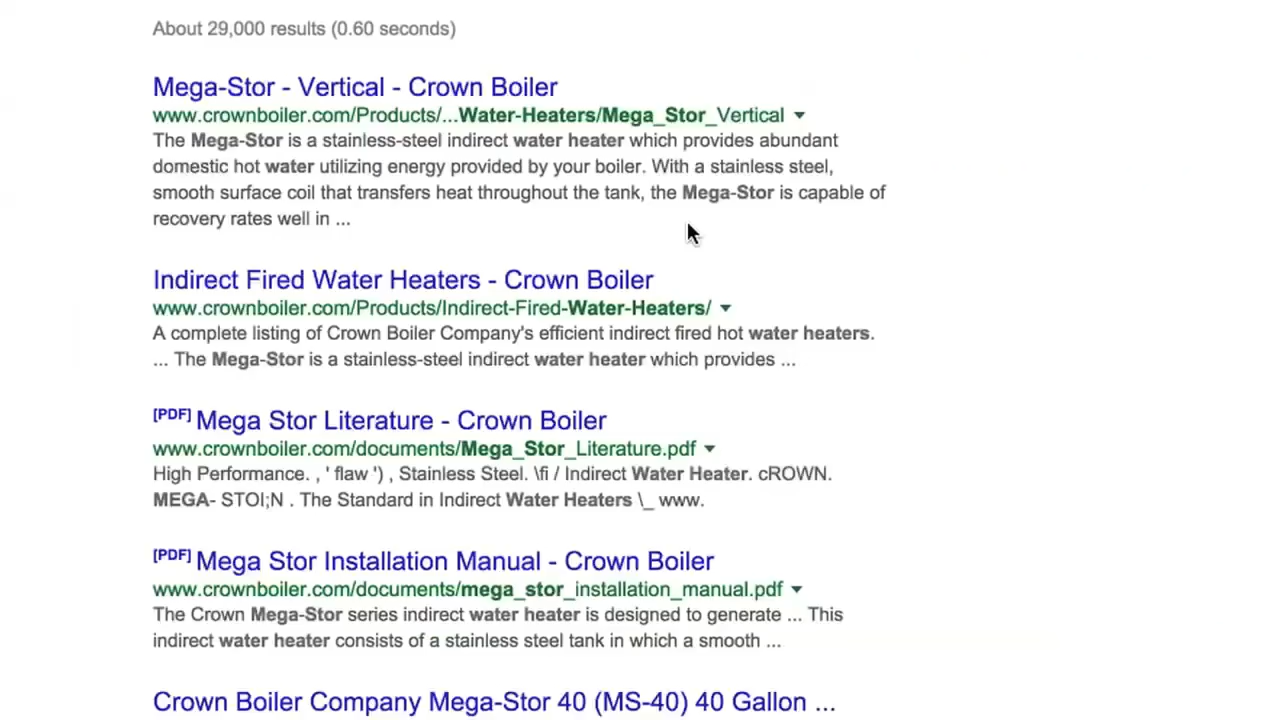 About 29,000 results (0.60 seconds)
Mega-Stor - Vertical - Crown Boiler
www.crownboiler.com/Products/...Water-Heaters/Mega_Stor_Vertical
The Mega-Stor is a stainless-steel indirect water heater which provides abundant
domestic hot water utilizing energy provided by your boiler. With a stainless steel,
smooth surface coil that transfers heat throughout the tank, the Mega-Stor is capable of
recovery rates well in ...
Indirect Fired Water Heaters - Crown Boiler
www.crownboiler.com/Products/Indirect-Fired-Water-Heaters/
A complete listing of Crown Boiler Company's efficient indirect fired hot water heaters.
... The Mega-Stor is a stainless-steel indirect water heater which provides ...
[PDF] Mega Stor Literature - Crown Boiler
www.crownboiler.com/documents/Mega_Stor_Literature.pdf
High Performance. , ' flaw ') , Stainless Steel. \fi / Indirect Water Heater. cROWN.
MEGA- STOI;N . The Standard in Indirect Water Heaters \_ www.
[PDF] Mega Stor Installation Manual - Crown Boiler
www.crownboiler.com/documents/mega_stor_installation_manual.pdf
The Crown Mega-Stor series indirect water heater is designed to generate ... This
indirect water heater consists of a stainless steel tank in which a smooth ...
Crown Boiler Company Mega-Stor 40 (MS-40) 40 Gallon ...